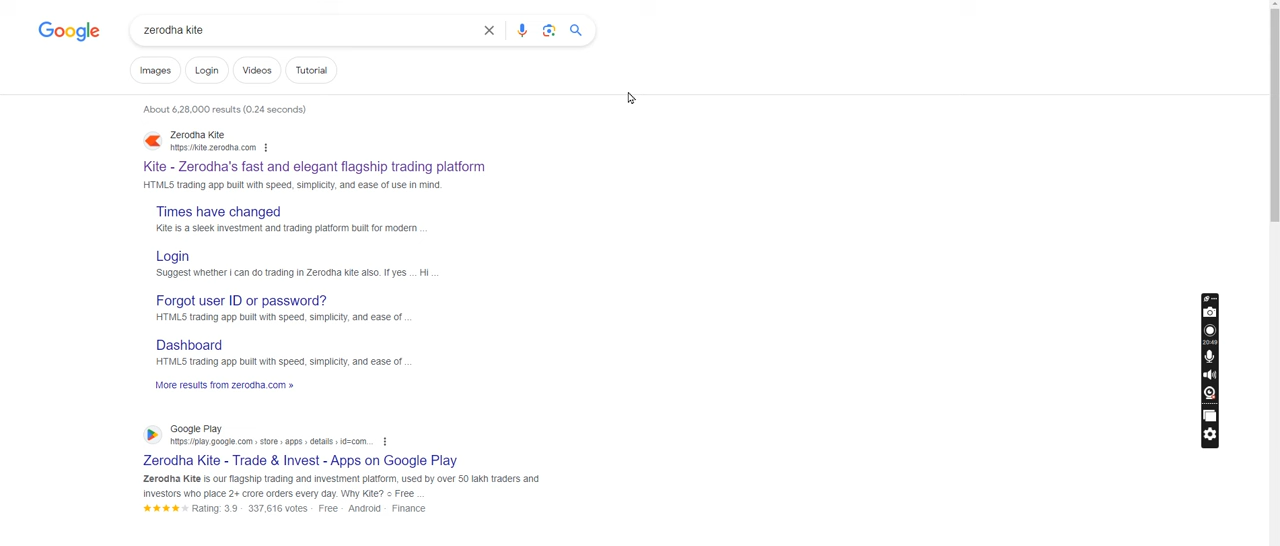 Google
zerodha kite
Images
Login
Videos
Tutorial
About 6,28,000 results (0.24 seconds)
Zerodha Kite
https://kite.zerodha.com
Kite - Zerodha's fast and elegant flagship trading platform
HTML5 trading app built with speed, simplicity, and ease of use in mind.
Times have changed
Kite is a sleek investment and trading platform built for modern ...
Login
Suggest whether i can do trading in Zerodha kite also. If yes ... Hi ...
Forgot user ID or password?
HTML5 trading app built with speed, simplicity, and ease of ...
Dashboard
HTML5 trading app built with speed, simplicity, and ease of ...
More results from zerodha.com »
Google Play
https://play.google.com › store › apps › details › id=com...
Zerodha Kite - Trade & Invest - Apps on Google Play
Zerodha Kite is our flagship trading and investment platform, used by over 50 lakh traders and
investors who place 2+ crore orders every day. Why Kite? ○ Free ...
Rating: 3.9 · 337,616 votes · Free · Android · Finance
20:49